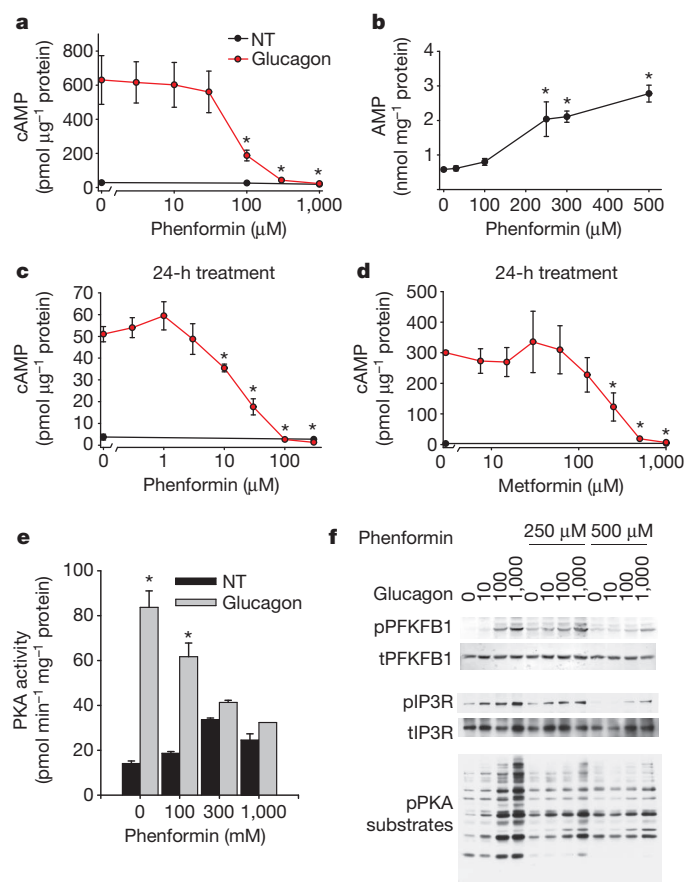 a
NT
Glucagon
cAMP
(pmol μg⁻¹ protein)
800
600
400
200
0
0 10 100 1,000
* * *
Phenformin (μM)
b
AMP
(nmol mg⁻¹ protein)
4
3
2
1
0 100 200 300 400 500
* * *
Phenformin (μM)
c 24-h treatment
cAMP
(pmol μg⁻¹ protein)
60
50
40
30
20
10
0
0 1 10 100
* * * *
Phenformin (μM)
d 24-h treatment
cAMP
(pmol μg⁻¹ protein)
500
400
300
200
100
0
0 10 100 1,000
* * *
Metformin (μM)
e
NT
Glucagon
PKA activity
(pmol min⁻¹ mg⁻¹ protein)
100
80
60
40
20
0
* *
0 100 300 1,000
Phenformin (mM)
f
Phenformin 250 μM 500 μM
Glucagon 0 10 100 1,000 0 10 100 1,000 0 10 100 1,000
pPFKFB1
tPFKFB1
pIP3R
tIP3R
pPKA
substrates